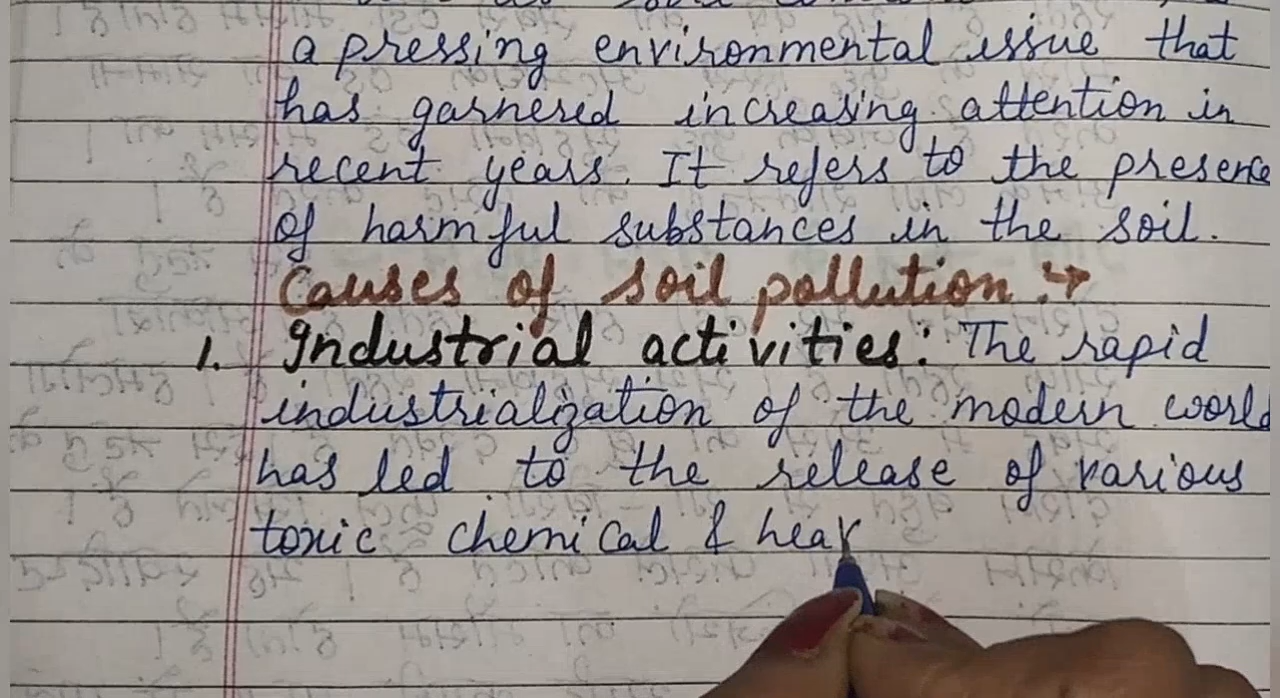 a pressing environmental issue that
has garnered increasing attention in
recent years. It refers to the presence
of harmful substances in the soil.
Causes of soil pollution :→
1. Industrial activities: The rapid
industrialization of the modern world
has led to the release of various
toxic chemical & heav